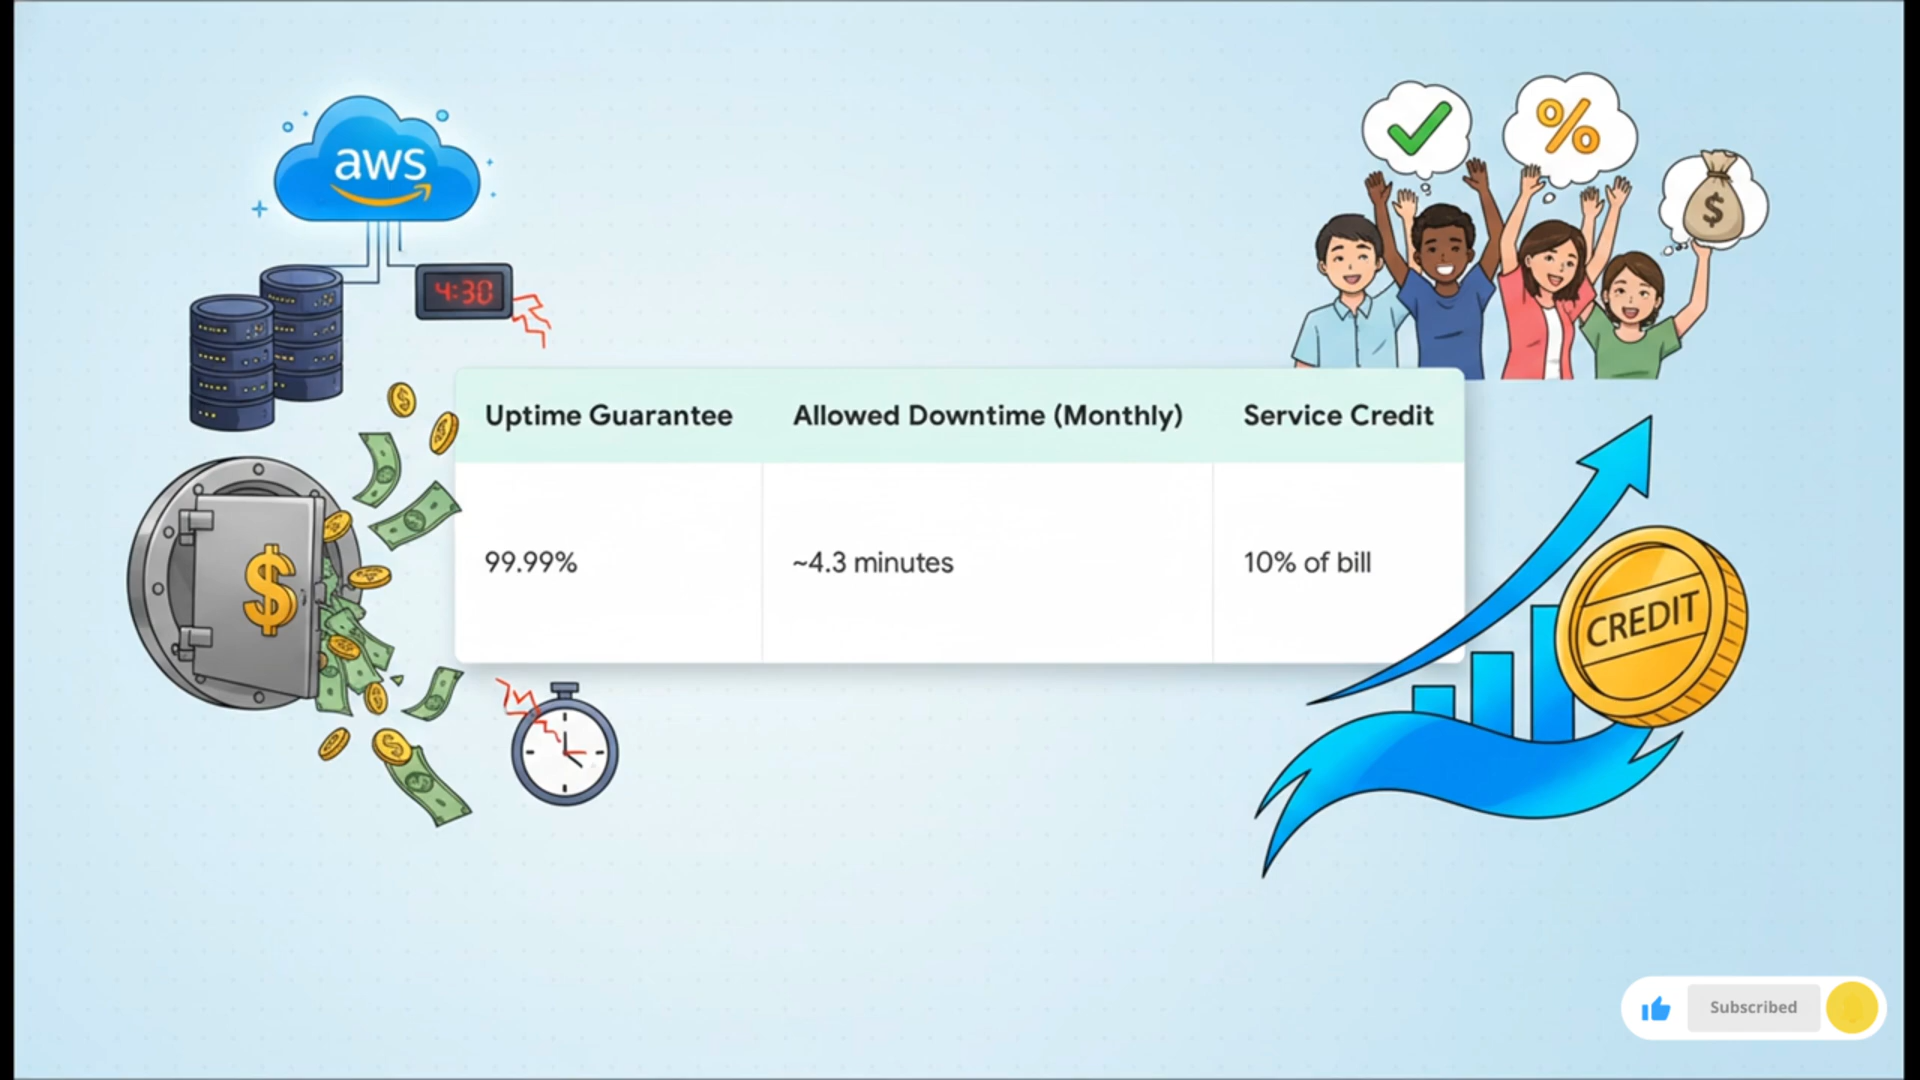 aws
%
$
4:30
Uptime Guarantee
Allowed Downtime (Monthly)
Service Credit
99.99%
~4.3 minutes
10% of bill
$
CREDIT
Subscribed